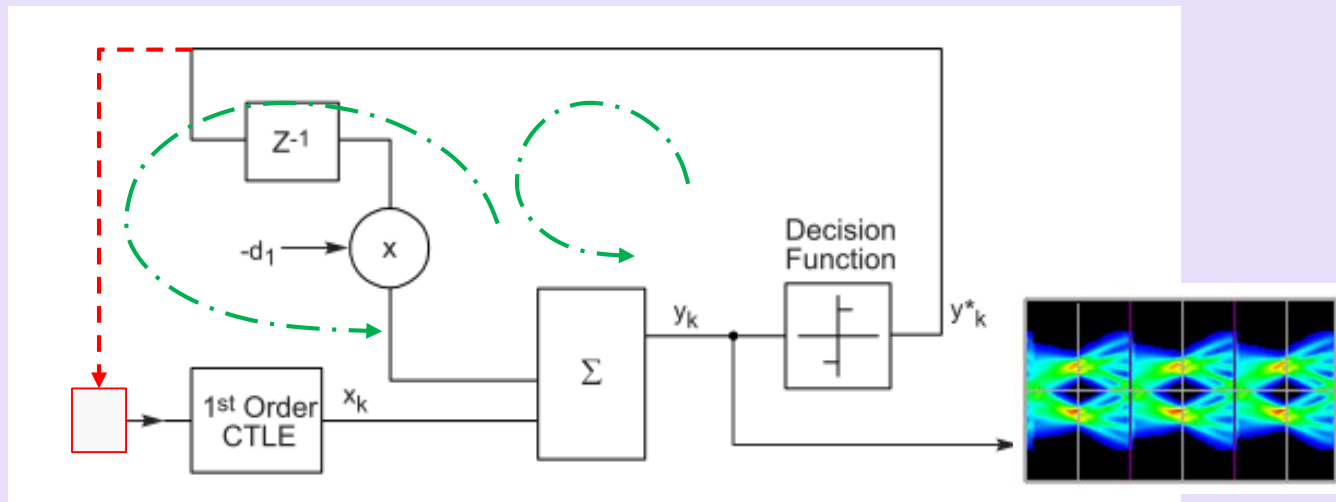 Z-1
-d1
x
Decision
Function
yk
y*k
Σ
1st Order
CTLE
xk